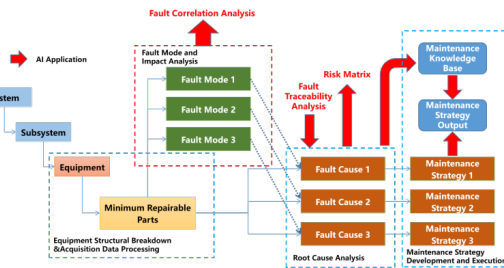 Fault Correlation Analysis
Fault Mode and
Impact Analysis
AI Application
Fault Mode 1
Fault Mode 2
Fault Mode 3
Risk Matrix
Fault
Traceability
Analysis
Maintenance
Knowledge
Base
Maintenance
Strategy
Output
stem
Subsystem
Equipment
Minimum Repairable
Parts
Equipment Structural Breakdown
&Acquisition Data Processing
Fault Cause 1
Fault Cause 2
Fault Cause 3
Root Cause Analysis
Maintenance
Strategy 1
Maintenance
Strategy 2
Maintenance
Strategy 3
Maintenance Strategy
Development and Execution